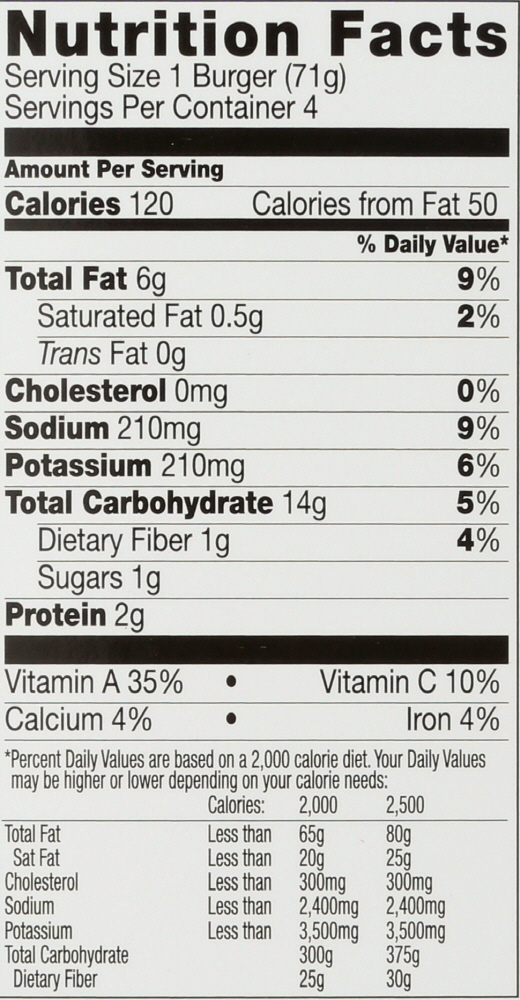 Nutrition Facts
Serving Size 1 Burger (71g)
Servings Per Container 4
Amount Per Serving
Calories 120 Calories from Fat 50
% Daily Value*
Total Fat 6g 9%
Saturated Fat 0.5g 2%
Trans Fat 0g
Cholesterol 0mg 0%
Sodium 210mg 9%
Potassium 210mg 6%
Total Carbohydrate 14g 5%
Dietary Fiber 1g 4%
Sugars 1g
Protein 2g
Vitamin A 35% • Vitamin C 10%
Calcium 4% • Iron 4%
*Percent Daily Values are based on a 2,000 calorie diet. Your Daily Values
may be higher or lower depending on your calorie needs:
Calories: 2,000 2,500
Total Fat Less than 65g 80g
Sat Fat Less than 20g 25g
Cholesterol Less than 300mg 300mg
Sodium Less than 2,400mg 2,400mg
Potassium Less than 3,500mg 3,500mg
Total Carbohydrate 300g 375g
Dietary Fiber 25g 30g